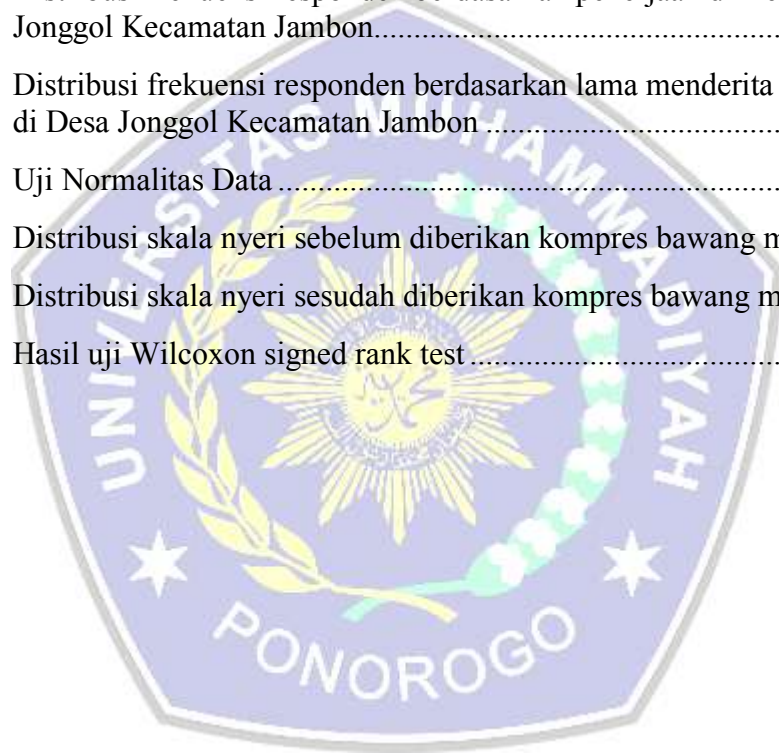 Jonggol Kecamatan Jambon
Distribusi frekuensi responden berdasarkan lama menderita
di Desa Jonggol Kecamatan Jambon
Uji Normalitas Data
Distribusi skala nyeri sebelum diberikan kompres bawang
Distribusi skala nyeri sesudah diberikan kompres bawang
Hasil uji Wilcoxon signed rank test
UNIVERSITAS MUHAMMADIYAH
PONOROGO